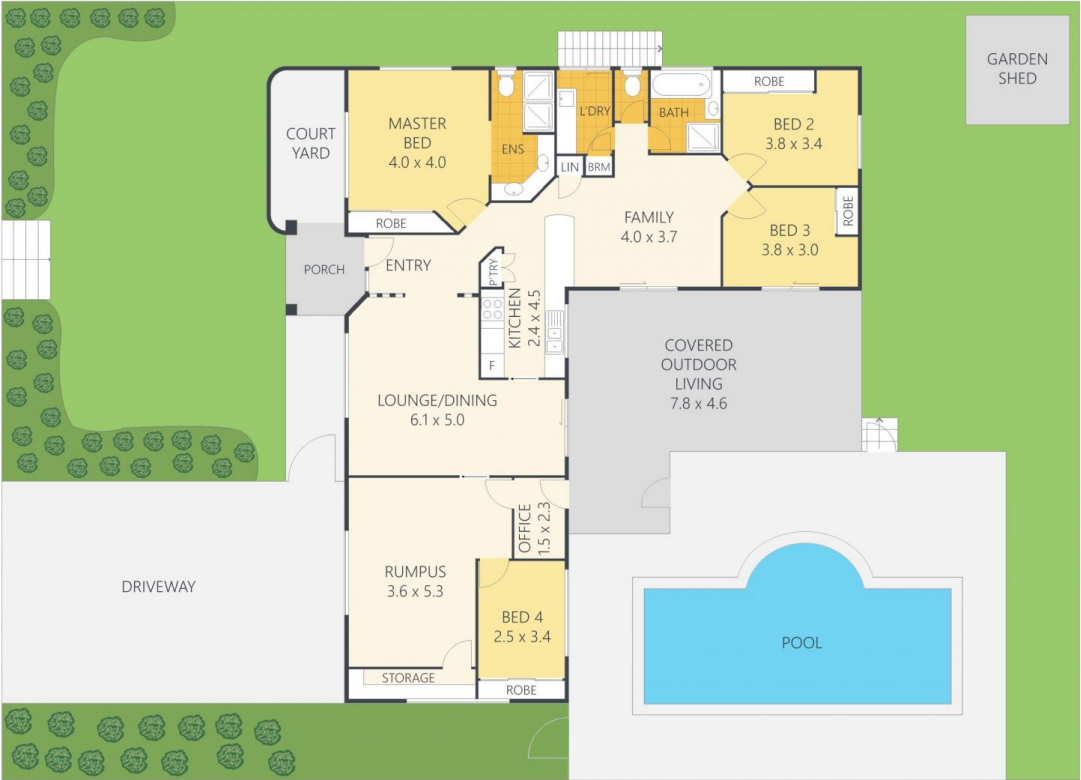 GARDEN
SHED
ROBE
COURT
YARD
MASTER
BED
4.0 x 4.0
L'DRY
BATH
BED 2
3.8 x 3.4
ENS
LIN
BRM
ROBE
ROBE
FAMILY
4.0 x 3.7
BED 3
3.8 x 3.0
PORCH
ENTRY
P'TRY
KITCHEN
2.4 x 4.5
F
COVERED
OUTDOOR
LIVING
7.8 x 4.6
LOUNGE/DINING
6.1 x 5.0
OFFICE
1.5 x 2.3
DRIVEWAY
RUMPUS
3.6 x 5.3
BED 4
2.5 x 3.4
POOL
STORAGE
ROBE